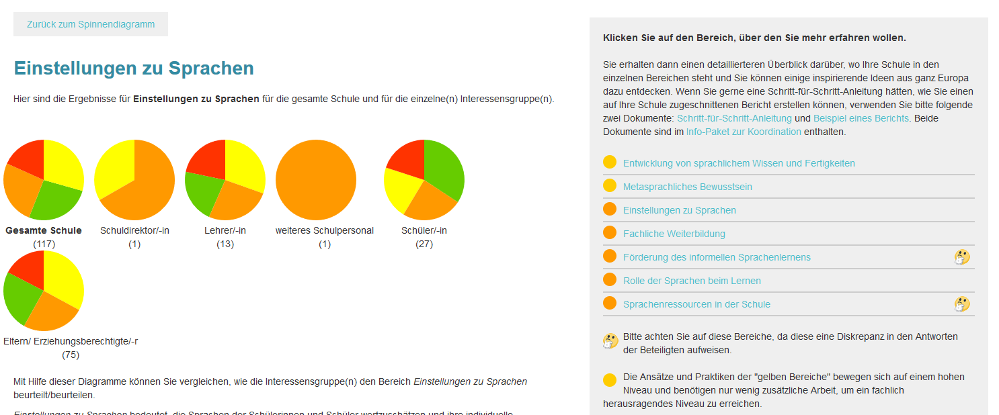 Zurück zum Spinnendiagramm
Einstellungen zu Sprachen
Hier sind die Ergebnisse für Einstellungen zu Sprachen für die gesamte Schule und für die einzelne(n) Interessensgruppe(n).
Gesamte Schule
(117)
Schuldirektor/-in
(1)
Lehrer/-in
(13)
weiteres Schulpersonal
(1)
Schüler/-in
(27)
Eltern/ Erziehungsberechtigte/-r
(75)
Mit Hilfe dieser Diagramme können Sie vergleichen, wie die Interessensgruppe(n) den Bereich Einstellungen zu Sprachen
beurteilt/beurteilen.
Einstellungen zu Sprachen bedeutet, die Sprachen der Schülerinnen und Schüler wertzuschätzen und ihre individuelle
Klicken Sie auf den Bereich, über den Sie mehr erfahren wollen.
Sie erhalten dann einen detaillierteren Überblick darüber, wo Ihre Schule in den
einzelnen Bereichen steht und Sie können einige inspirierende Ideen aus ganz Europa
dazu entdecken. Wenn Sie gerne eine Schritt-für-Schritt-Anleitung hätten, wie Sie einen
auf Ihre Schule zugeschnittenen Bericht erstellen können, verwenden Sie bitte folgende
zwei Dokumente: Schritt-für-Schritt-Anleitung und Beispiel eines Berichts. Beide
Dokumente sind im Info-Paket zur Koordination enthalten.
Entwicklung von sprachlichem Wissen und Fertigkeiten
Metasprachliches Bewusstsein
Einstellungen zu Sprachen
Fachliche Weiterbildung
Förderung des informellen Sprachenlernens
Rolle der Sprachen beim Lernen
Sprachenressourcen in der Schule
Bitte achten Sie auf diese Bereiche, da diese eine Diskrepanz in den Antworten
der Beteiligten aufweisen.
Die Ansätze und Praktiken der "gelben Bereiche" bewegen sich auf einem hohen
Niveau und benötigen nur wenig zusätzliche Arbeit, um ein fachlich
herausragendes Niveau zu erreichen.